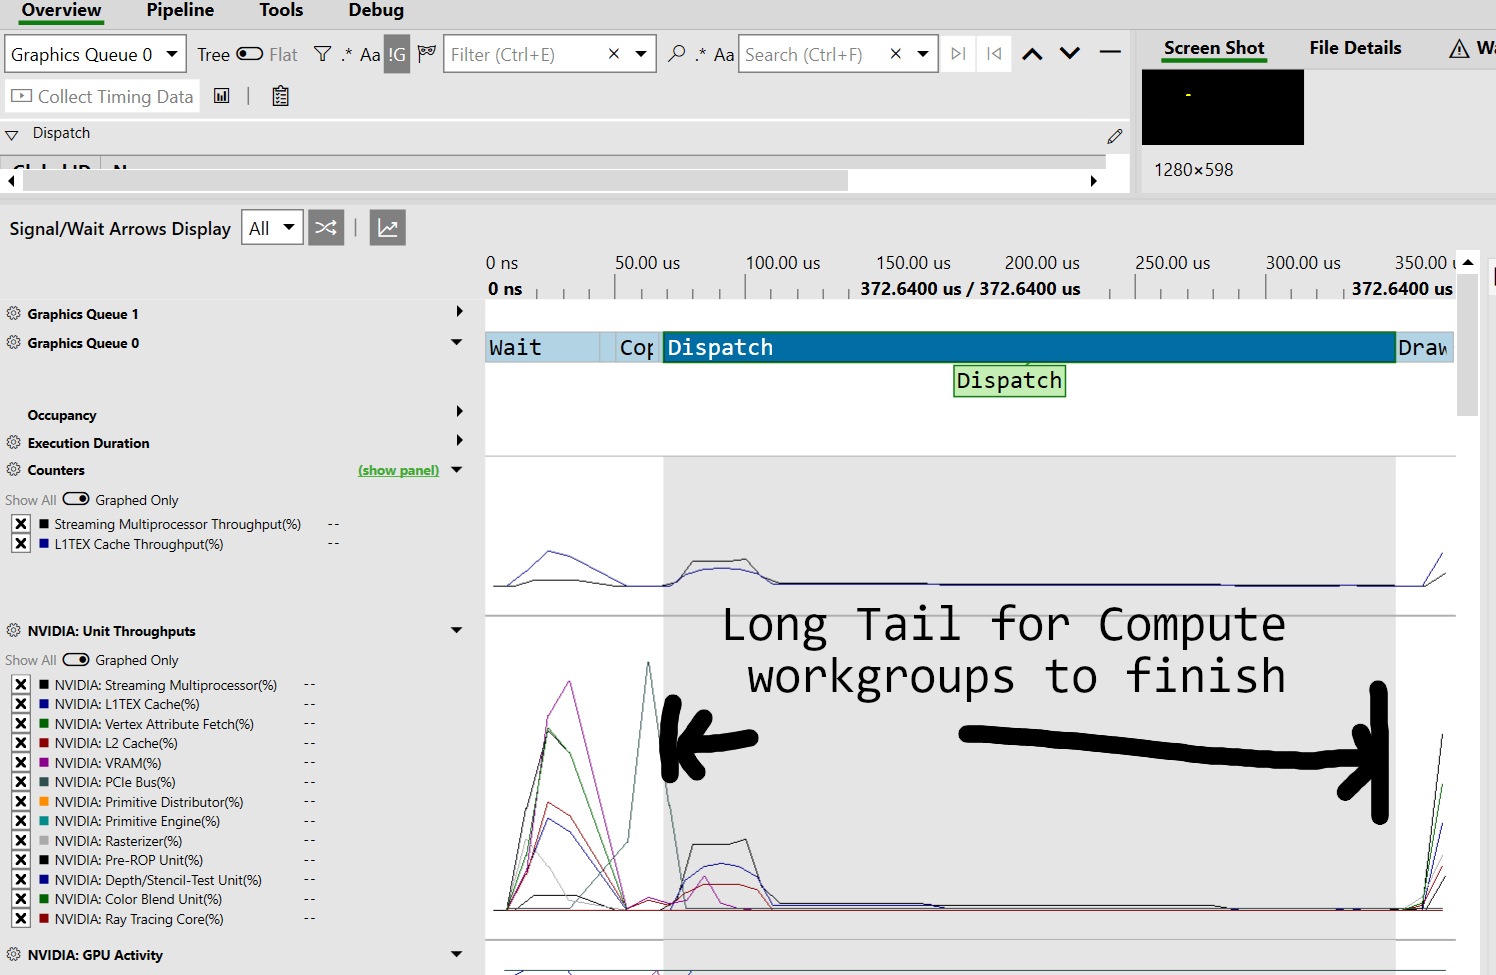 Overview Pipeline Tools Debug
Graphics Queue 0 Tree Flat .* Aa !G Filter (Ctrl+E) .* Aa Search (Ctrl+F)
Screen Shot File Details
Collect Timing Data
Dispatch
1280×598
Signal/Wait Arrows Display All
0 ns 50.00 us 100.00 us 150.00 us 200.00 us 250.00 us 300.00 us 350.00
0 ns 372.6400 us / 372.6400 us 372.6400 us
Graphics Queue 1
Graphics Queue 0
Wait Cop Dispatch Draw
Dispatch
Occupancy
Execution Duration
Counters (show panel)
Show All Graphed Only
Streaming Multiprocessor Throughput(%) --
L1TEX Cache Throughput(%) --
Long Tail for Compute
workgroups to finish
NVIDIA: Unit Throughputs
Show All Graphed Only
NVIDIA: Streaming Multiprocessor(%) --
NVIDIA: L1TEX Cache(%) --
NVIDIA: Vertex Attribute Fetch(%) --
NVIDIA: L2 Cache(%) --
NVIDIA: VRAM(%) --
NVIDIA: PCIe Bus(%) --
NVIDIA: Primitive Distributor(%) --
NVIDIA: Primitive Engine(%) --
NVIDIA: Rasterizer(%) --
NVIDIA: Pre-ROP Unit(%) --
NVIDIA: Depth/Stencil-Test Unit(%) --
NVIDIA: Color Blend Unit(%) --
NVIDIA: Ray Tracing Core(%) --
NVIDIA: GPU Activity